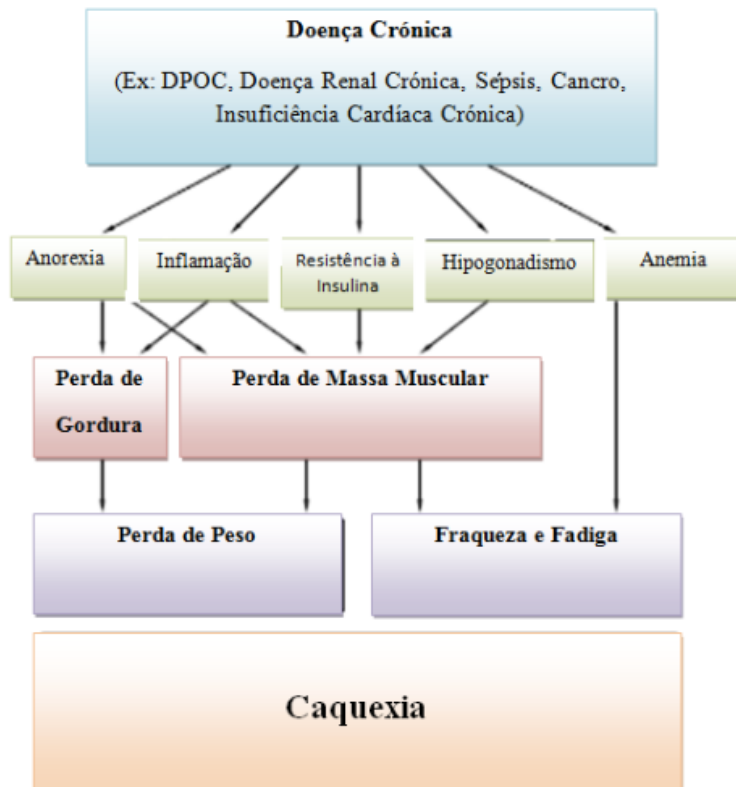 Doença Crónica
(Ex: DPOC, Doença Renal Crónica, Sépsis, Cancro,
Insuficiência Cardíaca Crónica)
Anorexia
Inflamação
Resistência à
Insulina
Hipogonadismo
Anemia
Perda de
Gordura
Perda de Massa Muscular
Perda de Peso
Fraqueza e Fadiga
Caquexia